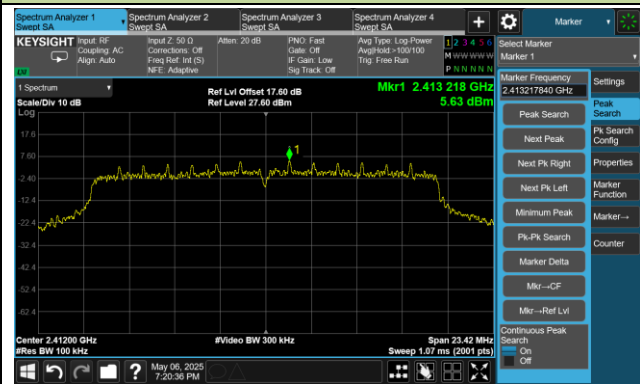 Spectrum Analyzer 1
Swept SA
Spectrum Analyzer 2
Swept SA
Spectrum Analyzer 3
Swept SA
Spectrum Analyzer 4
Swept SA
+
Marker
KEYSIGHT
Input: RF
Coupling: AC
Align: Auto
Input Z: 50 Ω
Corrections: Off
Freq Ref: Int (S)
NFE: Adaptive
Atten: 20 dB
PNO: Fast
Gate: Off
IF Gain: Low
Sig Track: Off
Avg Type: Log-Power
Avg|Hold:>100/100
Trig: Free Run
1 2 3 4 5 6
M W W W W W
P N N N N N
LXI
Select Marker
Marker 1
1 Spectrum
Scale/Div 10 dB
Ref Lvl Offset 17.60 dB
Ref Level 27.60 dBm
Mkr1 2.413 218 GHz
5.63 dBm
Log
17.6
7.60
-2.40
-12.4
-22.4
-32.4
-42.4
-52.4
-62.4
1
Center 2.41200 GHz
#Res BW 100 kHz
#Video BW 300 kHz
Span 23.42 MHz
Sweep 1.07 ms (2001 pts)
Marker Frequency
2.413217840 GHz
Peak Search
Next Peak
Next Pk Right
Next Pk Left
Minimum Peak
Pk-Pk Search
Marker Delta
Mkr→CF
Mkr→Ref Lvl
Continuous Peak
Search
On
Off
Settings
Peak
Search
Pk Search
Config
Properties
Marker
Function
Marker→
Counter
?
May 06, 2025
7:20:36 PM